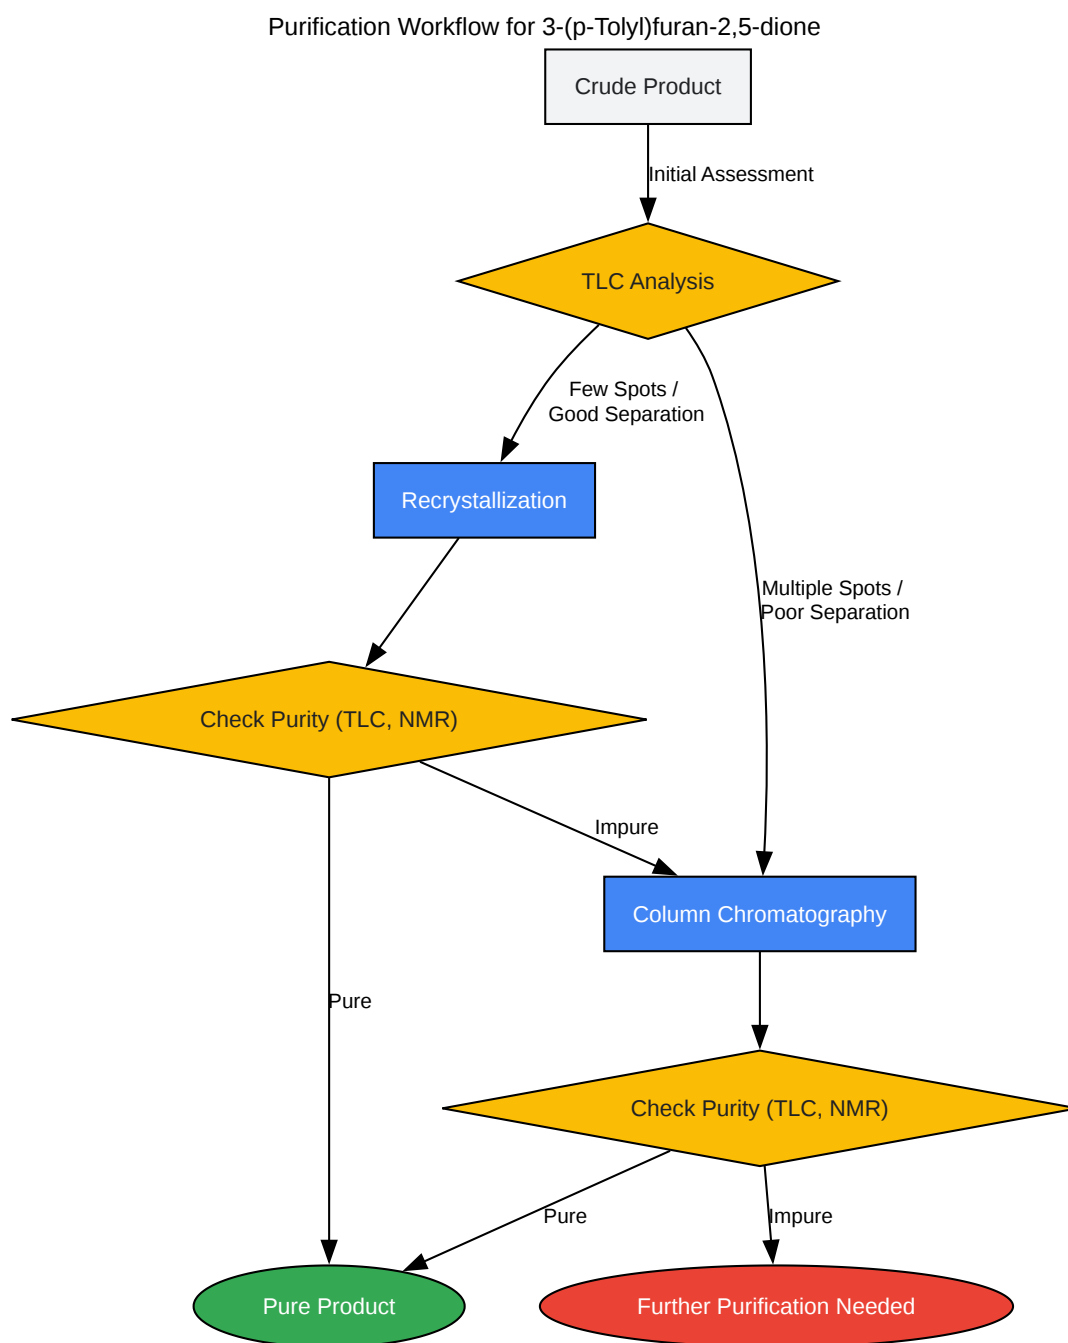 Purification Workflow for 3-(p-Tolyl)furan-2,5-dione
Crude Product
Initial Assessment
TLC Analysis
Few Spots /
Good Separation
Recrystallization
Multiple Spots /
Poor Separation
Check Purity (TLC, NMR)
Impure
Column Chromatography
Pure
Check Purity (TLC, NMR)
Pure
Impure
Pure Product
Further Purification Needed